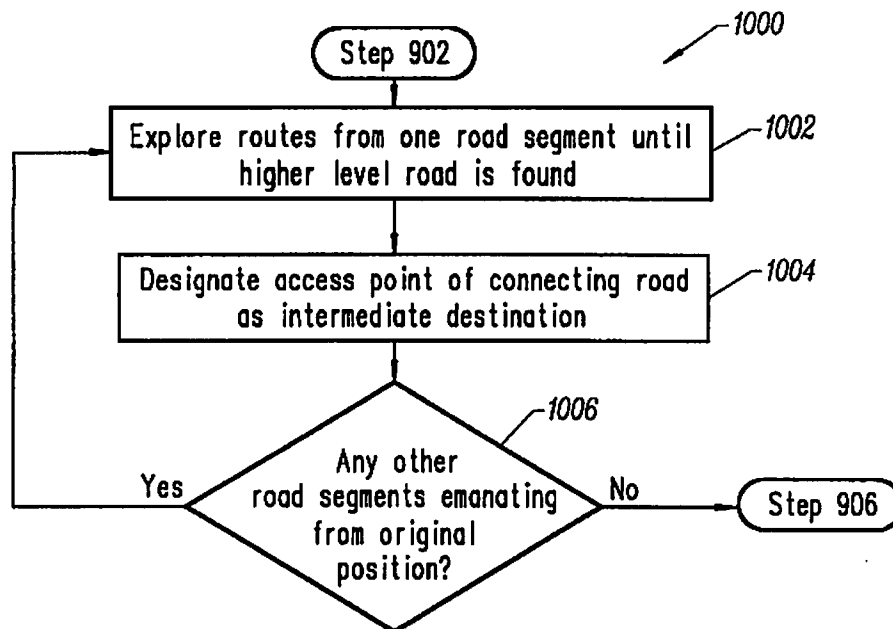 1000
Step 902
Explore routes from one road segment until
higher level road is found
1002
Designate access point of connecting road
as intermediate destination
1004
1006
Any other
road segments emanating
from original
position?
Yes
No
Step 906